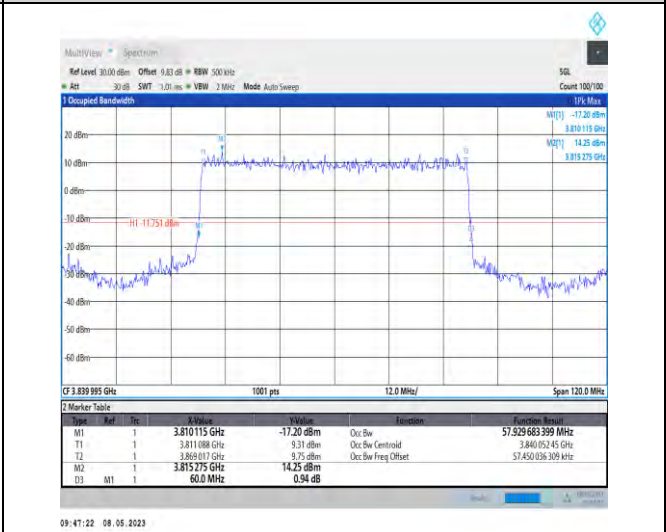 MultiView Spectrum
Ref Level 30.00 dBm Offset 9.83 dB RBW 500 kHz SGL
Att 30 dB SWT 1.01 ms VBW 2 MHz Mode Auto Sweep Count 100/100
1 Occupied Bandwidth 1Pk Max
M1[1] -17.20 dBm
3.810 115 GHz
M2[1] 14.25 dBm
3.815 275 GHz
20 dBm
M2
T1
T2
10 dBm
0 dBm
-10 dBm
H1 -11.751 dBm
M1
D3
-20 dBm
-30 dBm
-40 dBm
-50 dBm
-60 dBm
CF 3.839 995 GHz 1001 pts 12.0 MHz/ Span 120.0 MHz
2 Marker Table
Type Ref Trc X-Value Y-Value Function Function Result
M1 1 3.810 115 GHz -17.20 dBm Occ Bw 57.929 683 399 MHz
T1 1 3.811 088 GHz 9.31 dBm Occ Bw Centroid 3.840 052 45 GHz
T2 1 3.869 017 GHz 9.75 dBm Occ Bw Freq Offset 57.450 036 309 kHz
M2 1 3.815 275 GHz 14.25 dBm
D3 M1 1 60.0 MHz 0.94 dB
09:47:22 08.05.2023